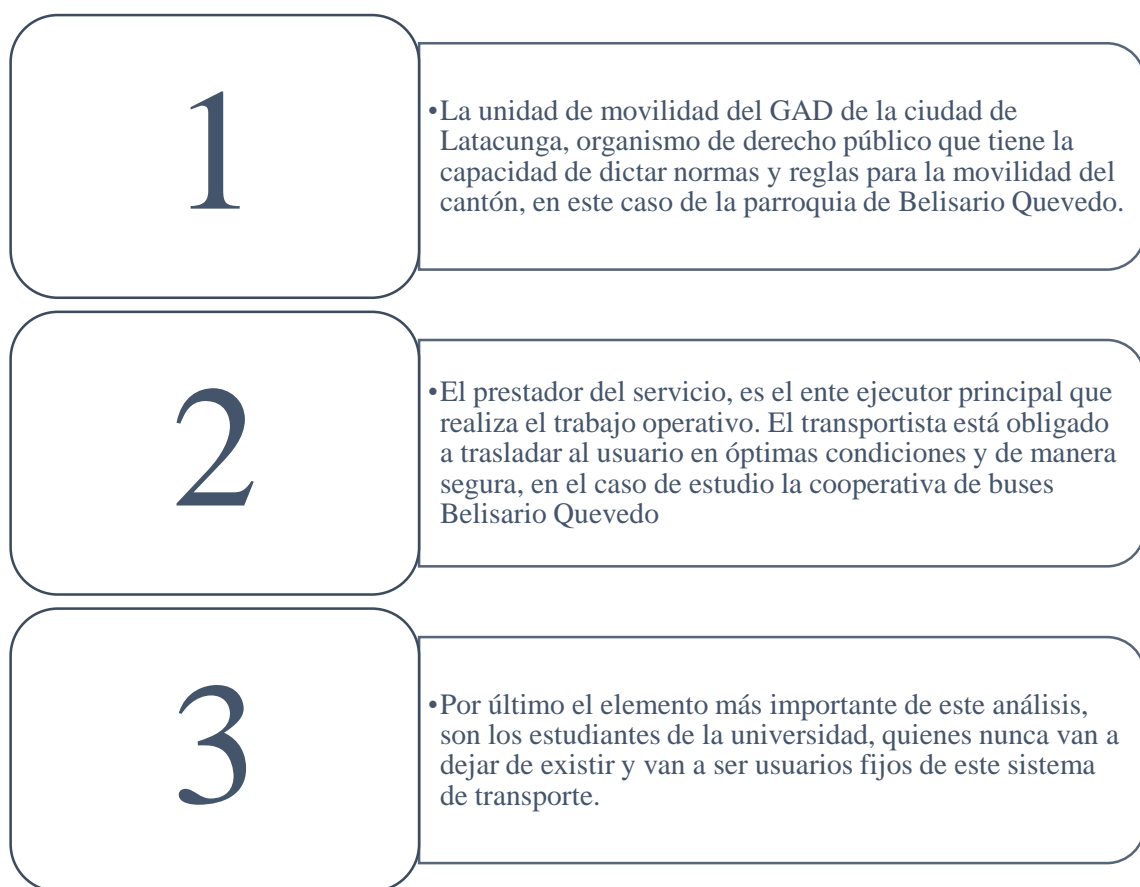 1
•La unidad de movilidad del GAD de la ciudad de
Latacunga, organismo de derecho público que tiene la
capacidad de dictar normas y reglas para la movilidad del
cantón, en este caso de la parroquia de Belisario Quevedo.
2
•El prestador del servicio, es el ente ejecutor principal que
realiza el trabajo operativo. El transportista está obligado
a trasladar al usuario en óptimas condiciones y de manera
segura, en el caso de estudio la cooperativa de buses
Belisario Quevedo
3
•Por último el elemento más importante de este análisis,
son los estudiantes de la universidad, quienes nunca van a
dejar de existir y van a ser usuarios fijos de este sistema
de transporte.